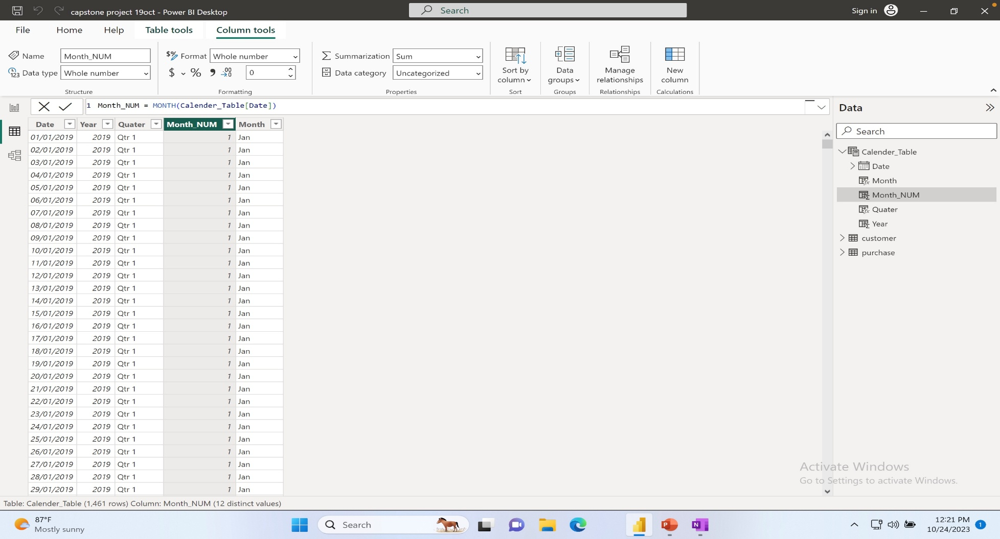 capstone project 19oct - Power BI Desktop
Search
Sign in
File Home Help Table tools Column tools
Name Month_NUM
Data type Whole number
Structure
Format Whole number
$ % 9 .00 →.0 0
Formatting
Summarization Sum
Data category Uncategorized
Properties
Sort by
column
Sort
Data
groups
Groups
Manage
relationships
Relationships
New
column
Calculations
1 Month_NUM = MONTH(Calender_Table[Date])
Date Year Quater Month_NUM Month
01/01/2019 2019 Qtr 1 1 Jan
02/01/2019 2019 Qtr 1 1 Jan
03/01/2019 2019 Qtr 1 1 Jan
04/01/2019 2019 Qtr 1 1 Jan
05/01/2019 2019 Qtr 1 1 Jan
06/01/2019 2019 Qtr 1 1 Jan
07/01/2019 2019 Qtr 1 1 Jan
08/01/2019 2019 Qtr 1 1 Jan
09/01/2019 2019 Qtr 1 1 Jan
10/01/2019 2019 Qtr 1 1 Jan
11/01/2019 2019 Qtr 1 1 Jan
12/01/2019 2019 Qtr 1 1 Jan
13/01/2019 2019 Qtr 1 1 Jan
14/01/2019 2019 Qtr 1 1 Jan
15/01/2019 2019 Qtr 1 1 Jan
16/01/2019 2019 Qtr 1 1 Jan
17/01/2019 2019 Qtr 1 1 Jan
18/01/2019 2019 Qtr 1 1 Jan
19/01/2019 2019 Qtr 1 1 Jan
20/01/2019 2019 Qtr 1 1 Jan
21/01/2019 2019 Qtr 1 1 Jan
22/01/2019 2019 Qtr 1 1 Jan
23/01/2019 2019 Qtr 1 1 Jan
24/01/2019 2019 Qtr 1 1 Jan
25/01/2019 2019 Qtr 1 1 Jan
26/01/2019 2019 Qtr 1 1 Jan
27/01/2019 2019 Qtr 1 1 Jan
28/01/2019 2019 Qtr 1 1 Jan
29/01/2019 2019 Qtr 1 1 Jan
Data
Search
Calender_Table
Date
Month
Month_NUM
Quater
Year
customer
purchase
Activate Windows
Go to Settings to activate Windows.
Table: Calender_Table (1,461 rows) Column: Month_NUM (12 distinct values)
87°F
Mostly sunny
Search
12:21 PM
10/24/2023
1